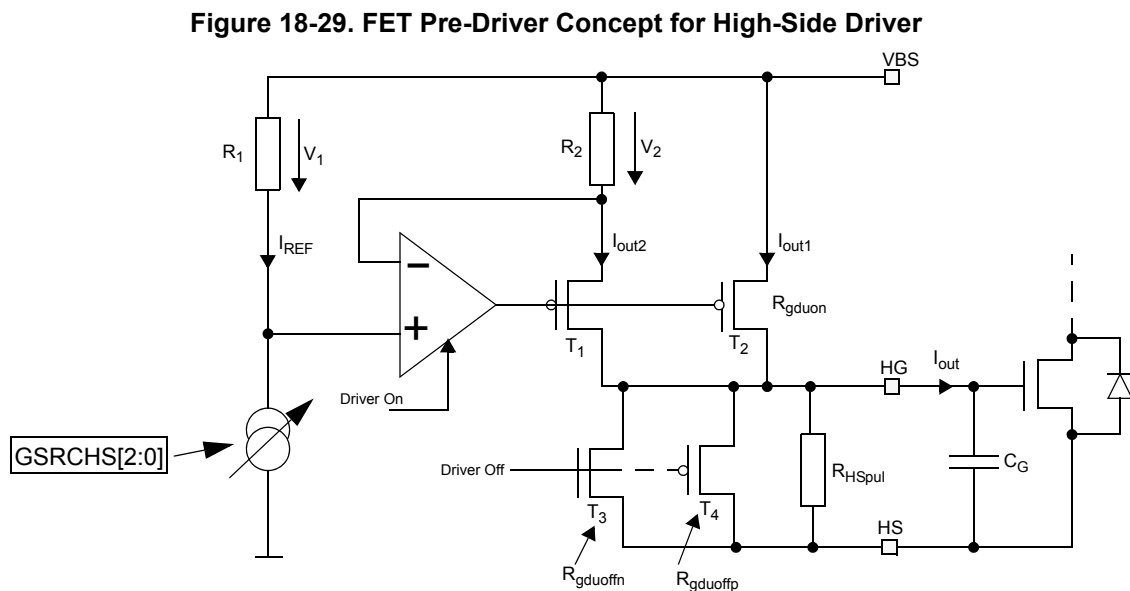 Figure 18-29. FET Pre-Driver Concept for High-Side Driver
VBS
R1
V1
R2
V2
IREF
Iout2
Iout1
Rgduon
−
+
T1
T2
HG
Iout
Driver On
GSRCHS[2:0]
Driver Off
RHSpul
CG
T3
T4
HS
Rgduoffn
Rgduoffp